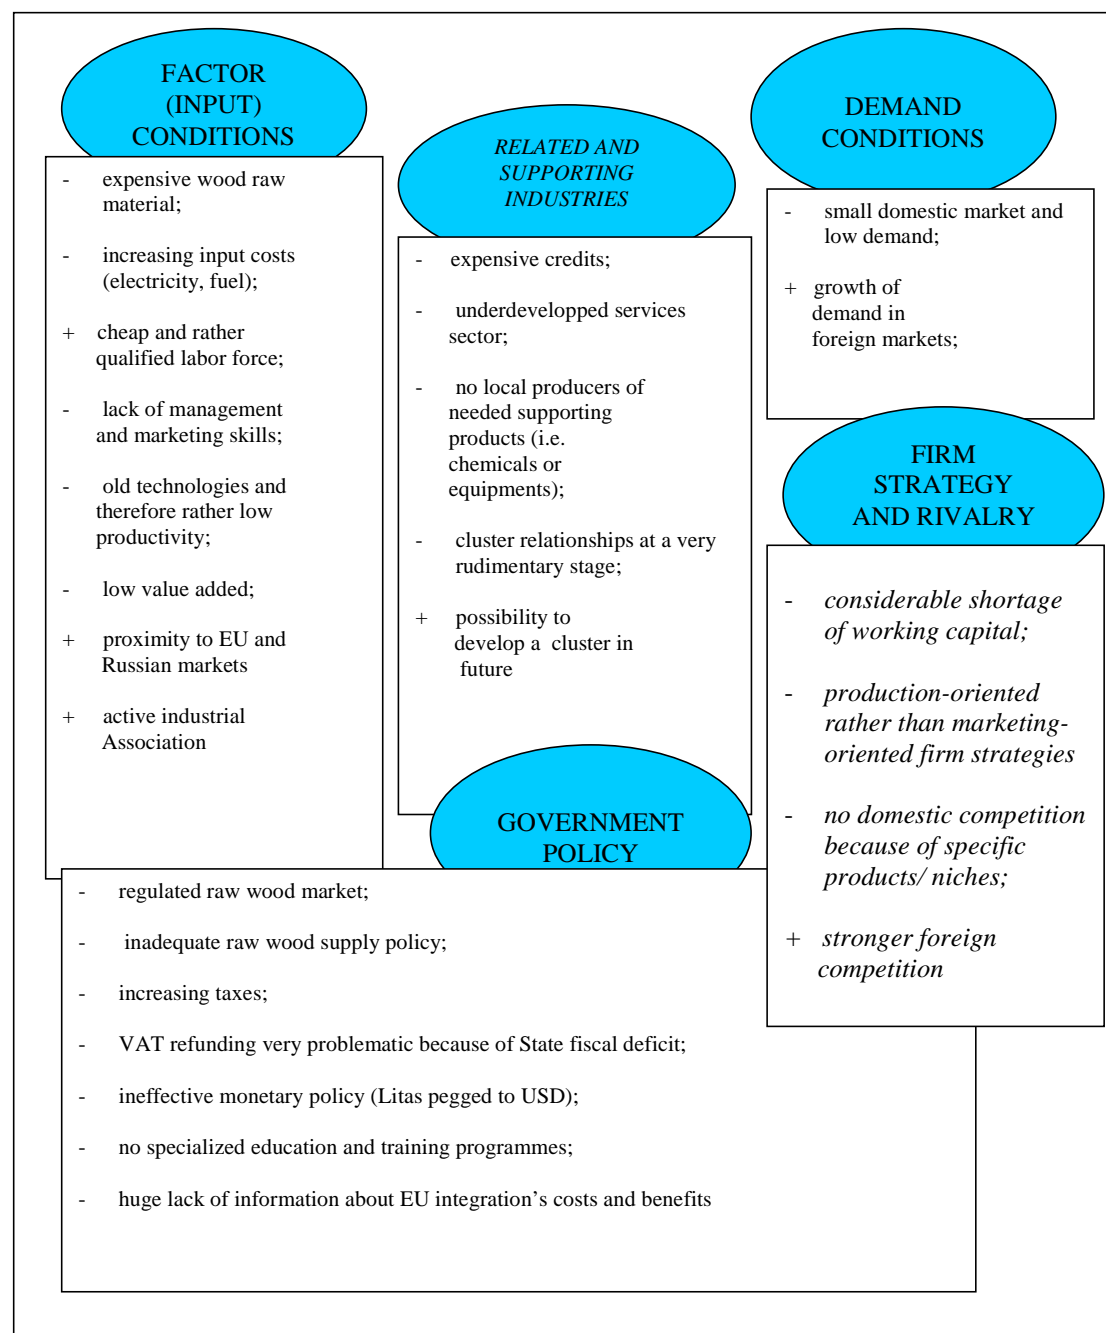 FACTOR
(INPUT)
CONDITIONS
- expensive wood raw
material;
- increasing input costs
(electricity, fuel);
+ cheap and rather
qualified labor force;
- lack of management
and marketing skills;
- old technologies and
therefore rather low
productivity;
- low value added;
+ proximity to EU and
Russian markets
+ active industrial
Association
RELATED AND
SUPPORTING
INDUSTRIES
- expensive credits;
- underdevelopped services
sector;
- no local producers of
needed supporting
products (i.e.
chemicals or
equipments);
- cluster relationships at a very
rudimentary stage;
+ possibility to
develop a cluster in
future
DEMAND
CONDITIONS
- small domestic market and
low demand;
+ growth of
demand in
foreign markets;
FIRM
STRATEGY
AND RIVALRY
- considerable shortage
of working capital;
- production-oriented
rather than marketing-
oriented firm strategies
- no domestic competition
because of specific
products/ niches;
+ stronger foreign
competition
GOVERNMENT
POLICY
- regulated raw wood market;
- inadequate raw wood supply policy;
- increasing taxes;
- VAT refunding very problematic because of State fiscal deficit;
- ineffective monetary policy (Litas pegged to USD);
- no specialized education and training programmes;
- huge lack of information about EU integration’s costs and benefits